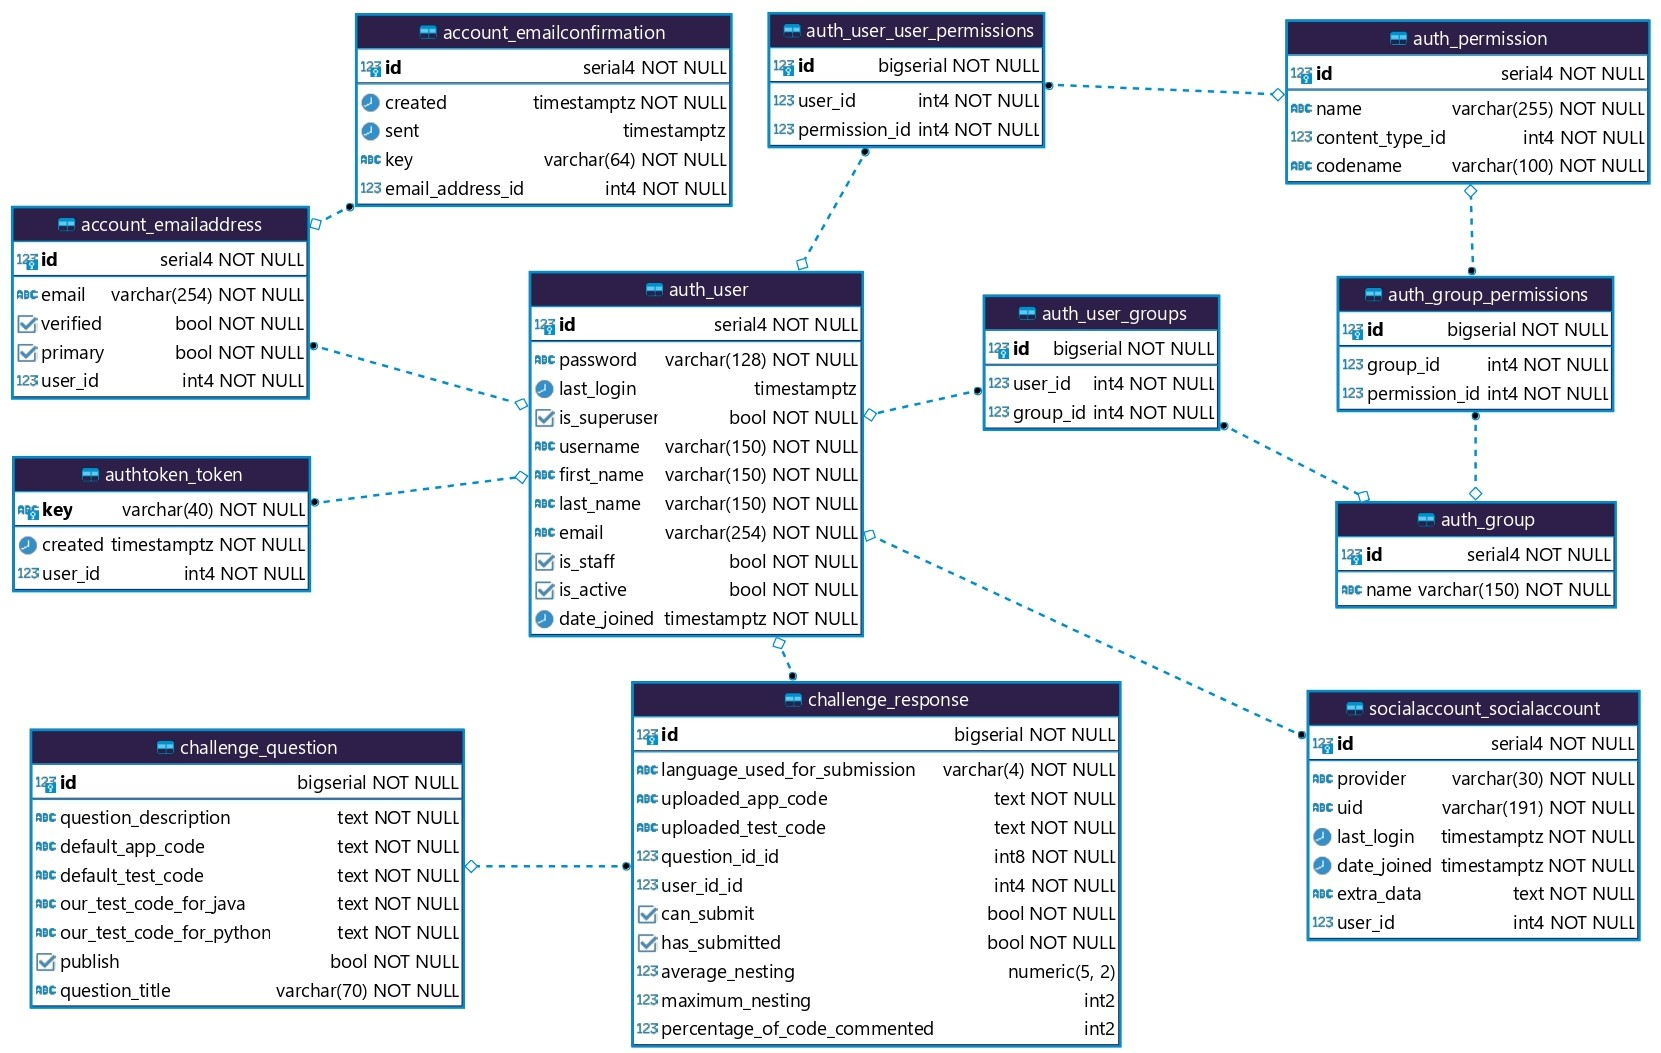 account_emailconfirmation
id serial4 NOT NULL
created timestamptz NOT NULL
sent timestamptz
key varchar(64) NOT NULL
email_address_id int4 NOT NULL
auth_user_user_permissions
id bigserial NOT NULL
user_id int4 NOT NULL
permission_id int4 NOT NULL
auth_permission
id serial4 NOT NULL
name varchar(255) NOT NULL
content_type_id int4 NOT NULL
codename varchar(100) NOT NULL
account_emailaddress
id serial4 NOT NULL
email varchar(254) NOT NULL
verified bool NOT NULL
primary bool NOT NULL
user_id int4 NOT NULL
auth_user
id serial4 NOT NULL
password varchar(128) NOT NULL
last_login timestamptz
is_superuser bool NOT NULL
username varchar(150) NOT NULL
first_name varchar(150) NOT NULL
last_name varchar(150) NOT NULL
email varchar(254) NOT NULL
is_staff bool NOT NULL
is_active bool NOT NULL
date_joined timestamptz NOT NULL
auth_user_groups
id bigserial NOT NULL
user_id int4 NOT NULL
group_id int4 NOT NULL
auth_group_permissions
id bigserial NOT NULL
group_id int4 NOT NULL
permission_id int4 NOT NULL
authtoken_token
key varchar(40) NOT NULL
created timestamptz NOT NULL
user_id int4 NOT NULL
auth_group
id serial4 NOT NULL
name varchar(150) NOT NULL
challenge_question
id bigserial NOT NULL
question_description text NOT NULL
default_app_code text NOT NULL
default_test_code text NOT NULL
our_test_code_for_java text NOT NULL
our_test_code_for_python text NOT NULL
publish bool NOT NULL
question_title varchar(70) NOT NULL
challenge_response
id bigserial NOT NULL
language_used_for_submission varchar(4) NOT NULL
uploaded_app_code text NOT NULL
uploaded_test_code text NOT NULL
question_id_id int8 NOT NULL
user_id_id int4 NOT NULL
can_submit bool NOT NULL
has_submitted bool NOT NULL
average_nesting numeric(5, 2)
maximum_nesting int2
percentage_of_code_commented int2
socialaccount_socialaccount
id serial4 NOT NULL
provider varchar(30) NOT NULL
uid varchar(191) NOT NULL
last_login timestamptz NOT NULL
date_joined timestamptz NOT NULL
extra_data text NOT NULL
user_id int4 NOT NULL